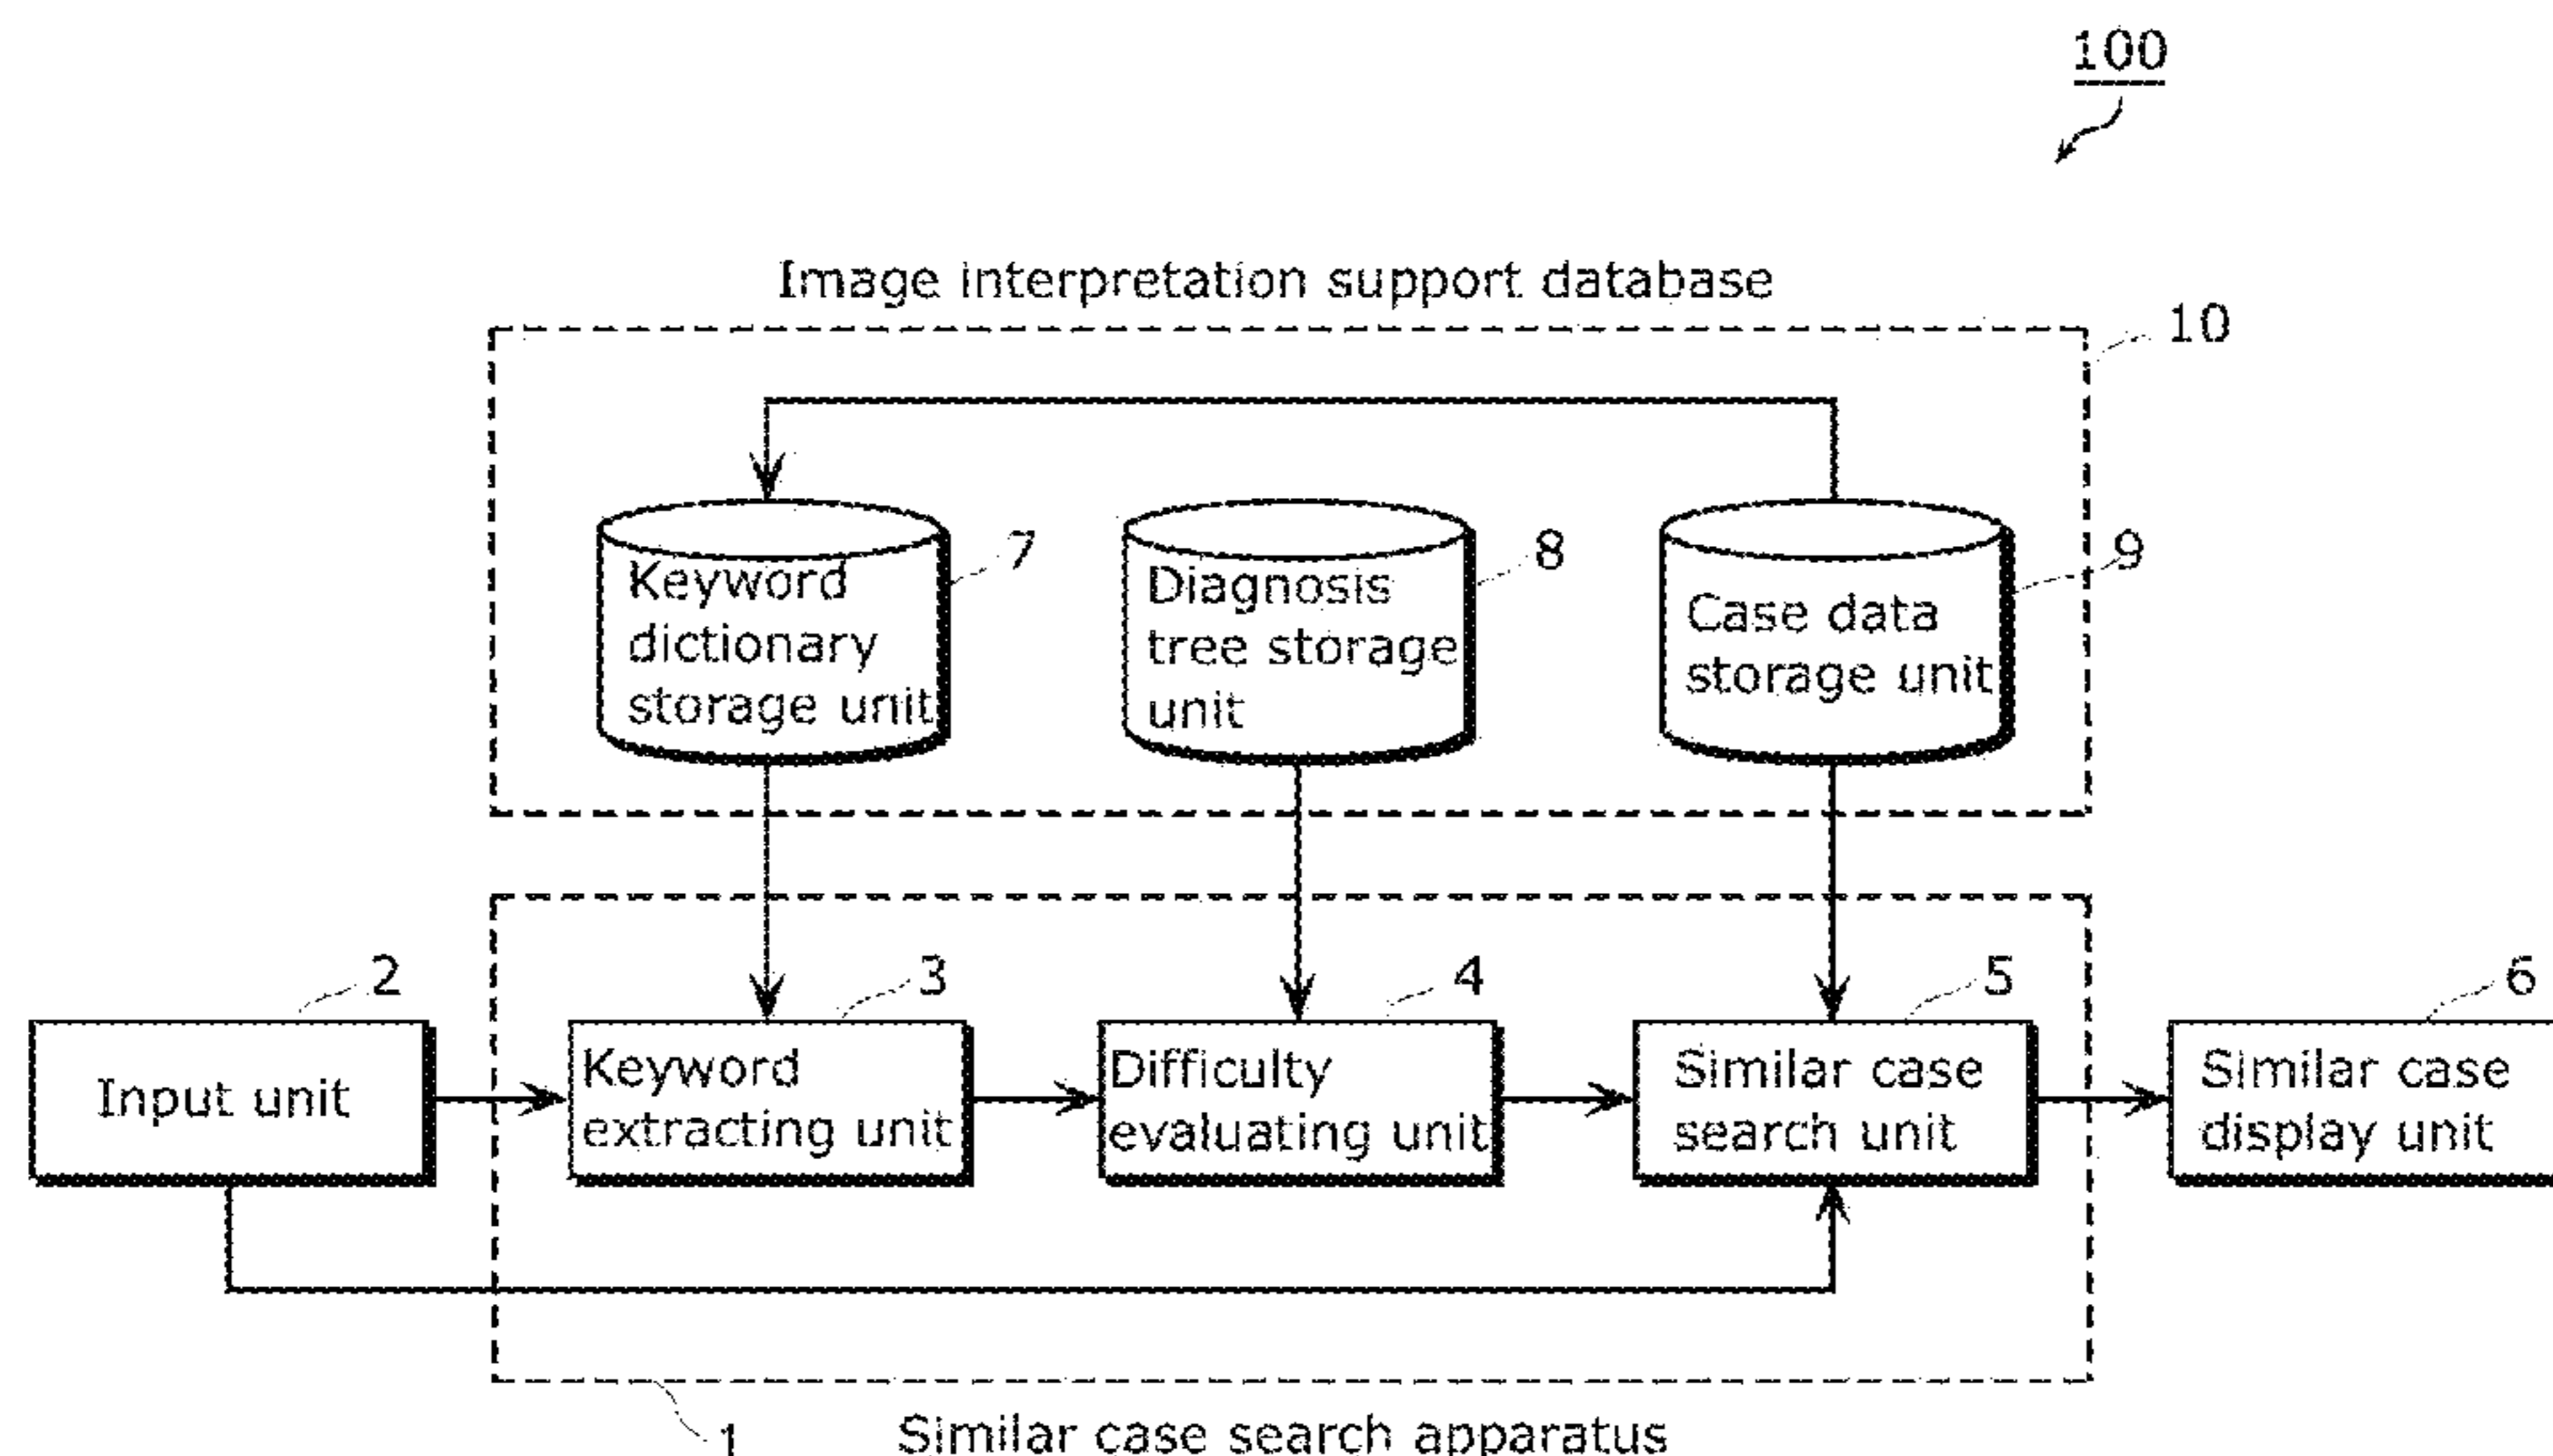 100
Image interpretation support database
10
Keyword
dictionary
storage unit
7
Diagnosis
tree storage
unit
8
Case data
storage unit
9
2
Input unit
3
Keyword
extracting unit
4
Difficulty
evaluating unit
5
Similar case
search unit
6
Similar case
display unit
1
Similar case search apparatus